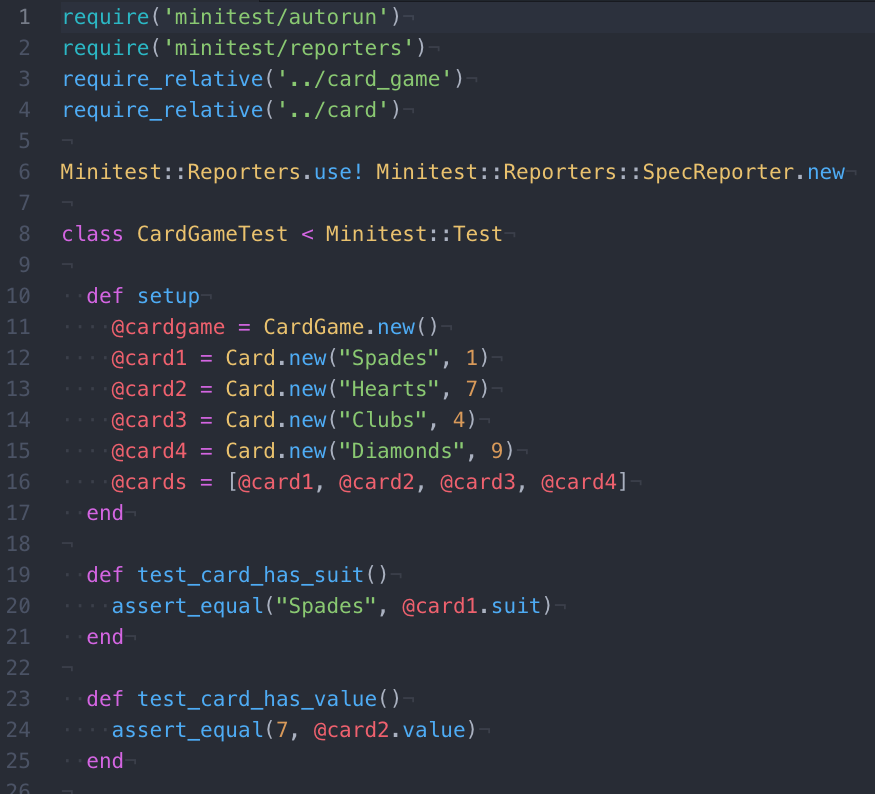 1 require('minitest/autorun')¬
2 require('minitest/reporters')¬
3 require_relative('../card_game')¬
4 require_relative('../card')¬
5 ¬
6 Minitest::Reporters.use! Minitest::Reporters::SpecReporter.new¬
7 ¬
8 class CardGameTest < Minitest::Test¬
9 ¬
10 ··def setup¬
11 ····@cardgame = CardGame.new()¬
12 ····@card1 = Card.new("Spades", 1)¬
13 ····@card2 = Card.new("Hearts", 7)¬
14 ····@card3 = Card.new("Clubs", 4)¬
15 ····@card4 = Card.new("Diamonds", 9)¬
16 ····@cards = [@card1, @card2, @card3, @card4]¬
17 ··end¬
18 ¬
19 ··def test_card_has_suit()¬
20 ····assert_equal("Spades", @card1.suit)¬
21 ··end¬
22 ¬
23 ··def test_card_has_value()¬
24 ····assert_equal(7, @card2.value)¬
25 ··end¬
26 ¬